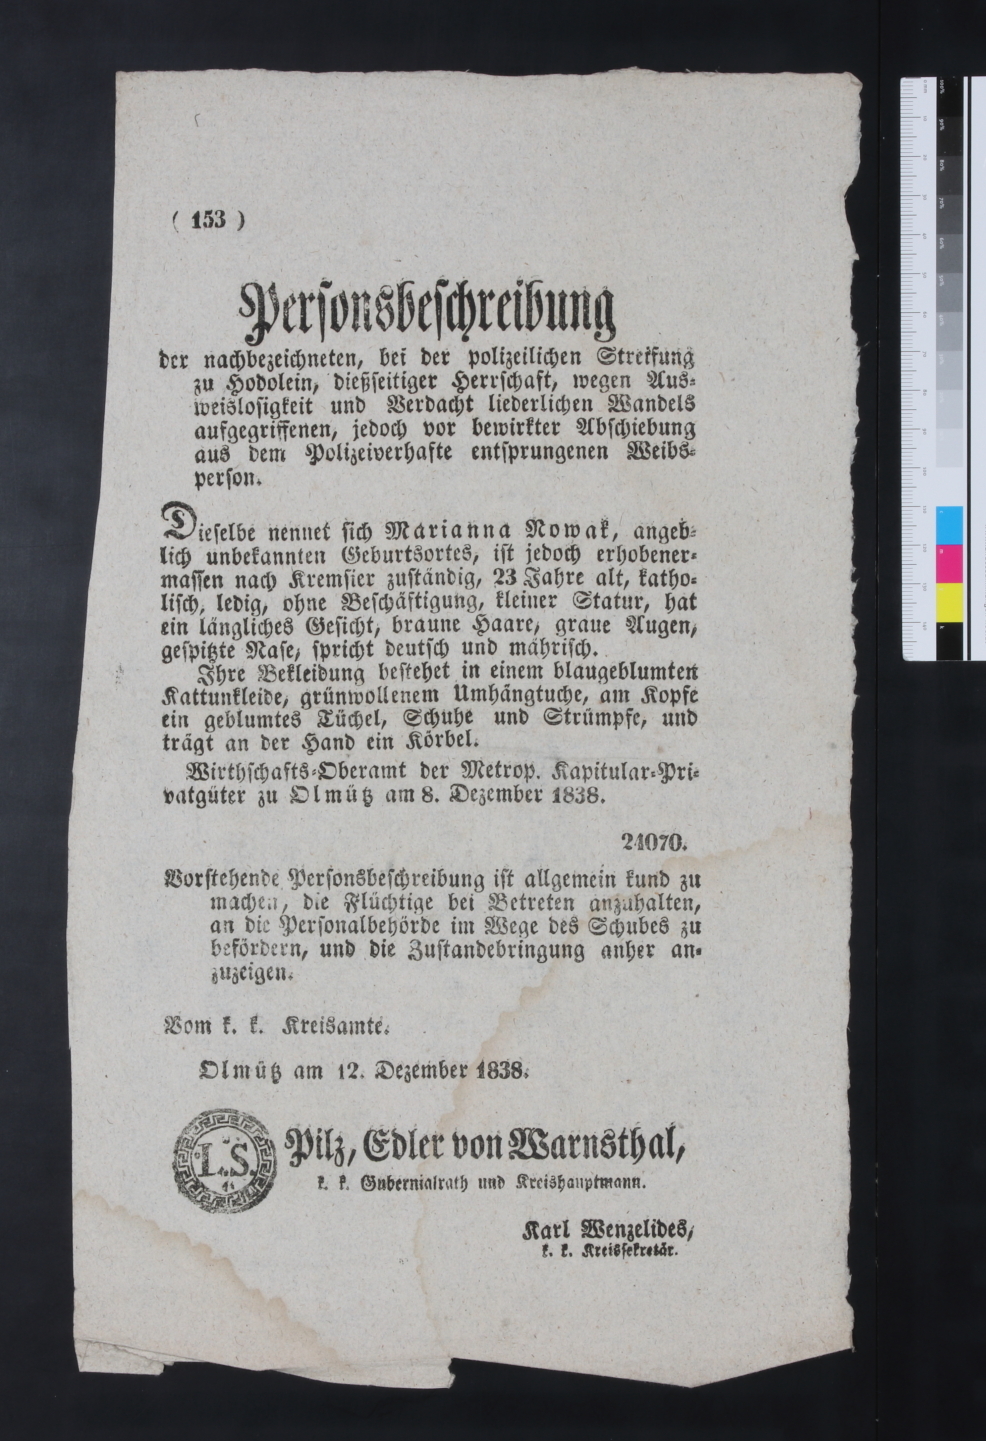 ( 153 )
Personsbeschreibung
der nachbezeichneten, bei der polizeilichen Streifung
zu Hodolein, dießseitiger Herrschaft, wegen Aus-
weislosigkeit und Verdacht liederlichen Wandels
aufgegriffenen, jedoch vor bewirkter Abschiebung
aus dem Polizeiverhafte entsprungenen Weibs-
person.
Dieselbe nennet sich Marianna Nowak, angeb-
lich unbekannten Geburtsortes, ist jedoch erhobener-
massen nach Kremsier zuständig, 23 Jahre alt, katho-
lisch, ledig, ohne Beschäftigung, kleiner Statur, hat
ein längliches Gesicht, braune Haare, graue Augen,
gespitzte Nase, spricht deutsch und mährisch.
Ihre Bekleidung bestehet in einem blaugeblumten
Kattunkleide, grünwollenem Umhängtuche, am Kopfe
ein geblumtes Tüchel, Schuhe und Strümpfe, und
trägt an der Hand ein Körbel.
Wirthschafts-Oberamt der Metrop. Kapitular-Pri-
vatgüter zu Olmütz am 8. Dezember 1838.
24070.
Vorstehende Personsbeschreibung ist allgemein kund zu
machen, die Flüchtige bei Betreten anzuhalten,
an die Personalbehörde im Wege des Schubes zu
befördern, und die Zustandebringung anher an-
zuzeigen.
Vom k. k. Kreisamte.
Olmütz am 12. Dezember 1838.
L.S.
Pilz, Edler von Warnsthal,
k. k. Gubernialrath und Kreishauptmann.
Karl Wenzelides,
k. k. Kreissekretär.